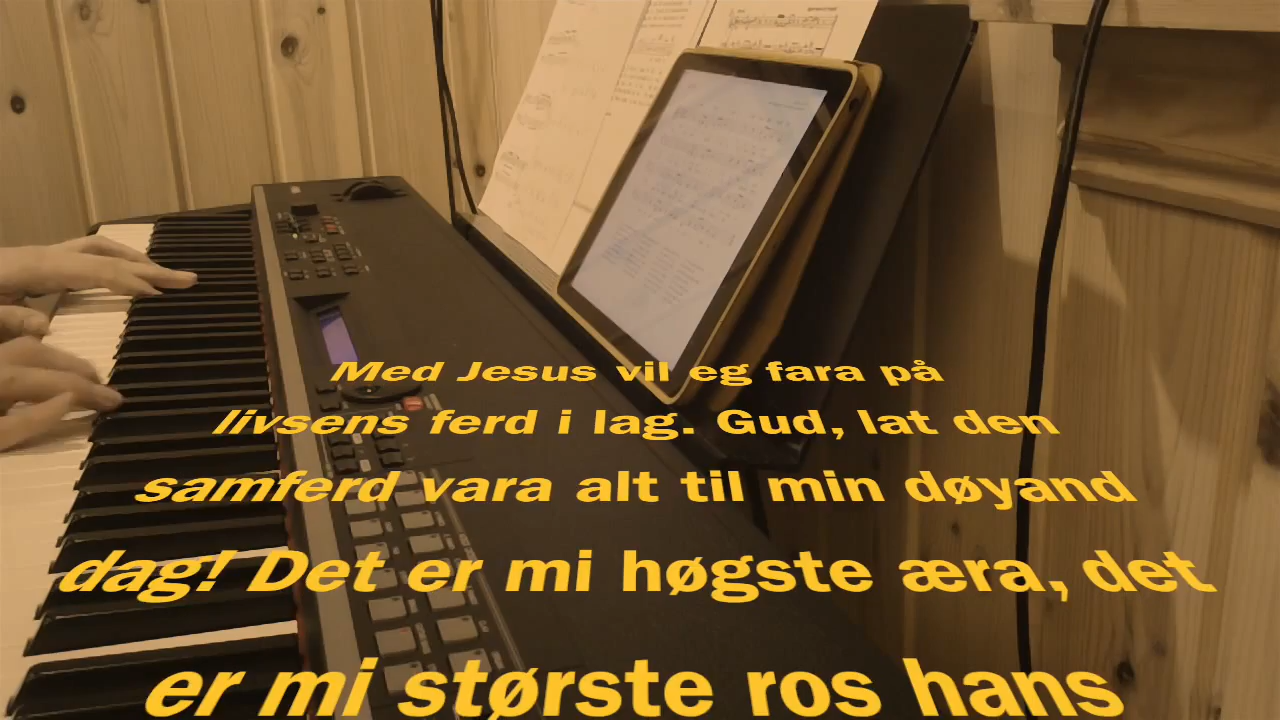 Med Jesus vil eg fara på
livsens ferd i lag. Gud, lat den
samferd vara alt til min døyand
dag! Det er mi høgste æra, det
er mi største ros hans